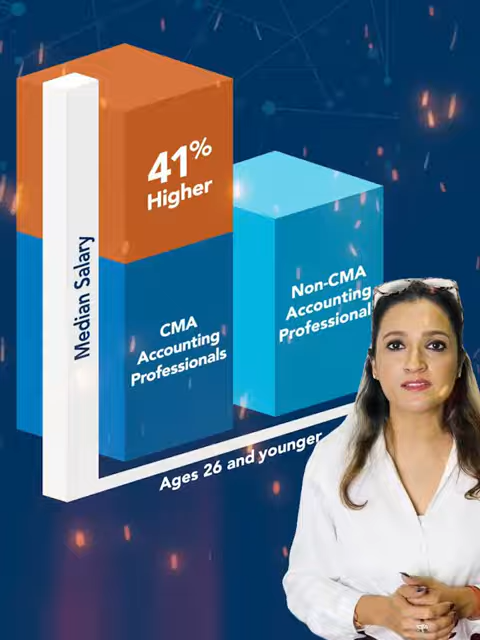 41%
Higher
Median Salary
CMA
Accounting
Professionals
Non-CMA
Accounting
Professional
Ages 26 and younger